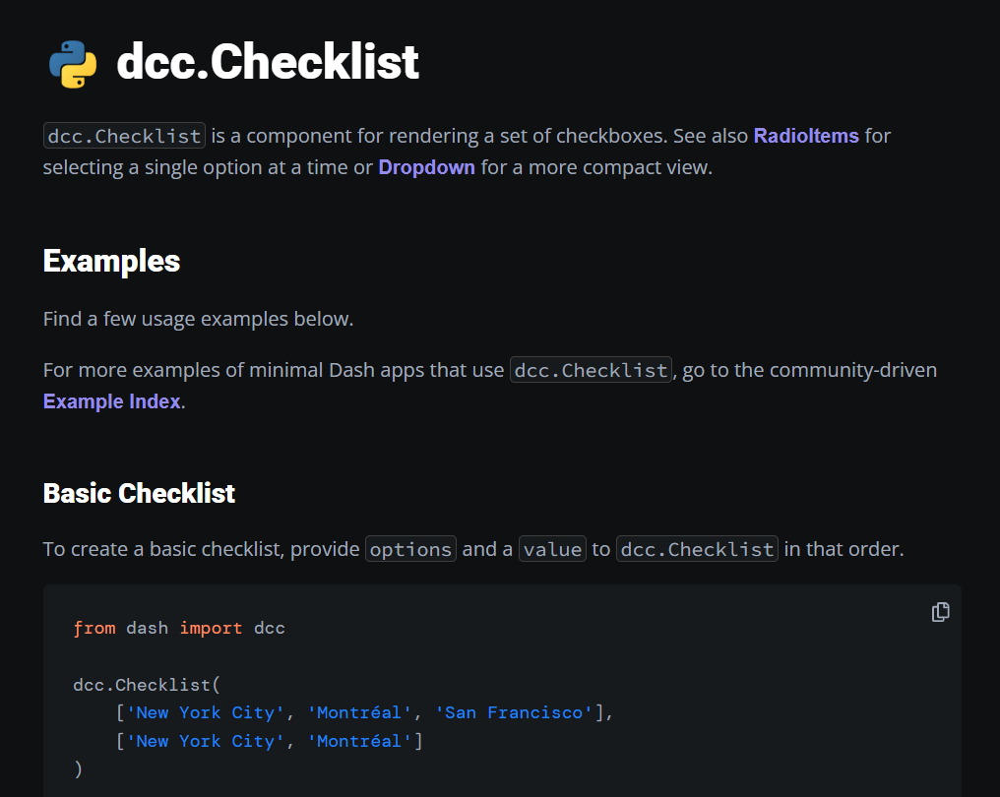 dcc.Checklist
dcc.Checklist is a component for rendering a set of checkboxes. See also RadioItems for
selecting a single option at a time or Dropdown for a more compact view.
Examples
Find a few usage examples below.
For more examples of minimal Dash apps that use dcc.Checklist, go to the community-driven
Example Index.
Basic Checklist
To create a basic checklist, provide options and a value to dcc.Checklist in that order.
from dash import dcc
dcc.Checklist(
    ['New York City', 'Montréal', 'San Francisco'],
    ['New York City', 'Montréal']
)